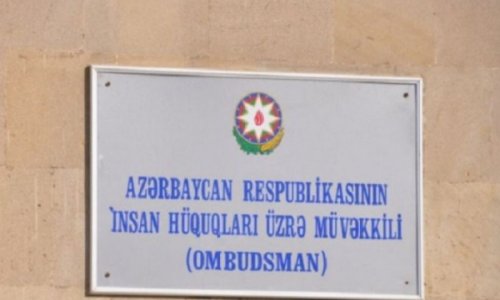 AZƏRBAYCAN RESPUBLİKASININ
İNSAN HÜQUQLARI ÜZRƏ MÜVƏKKİLİ
(OMBUDSMAN)